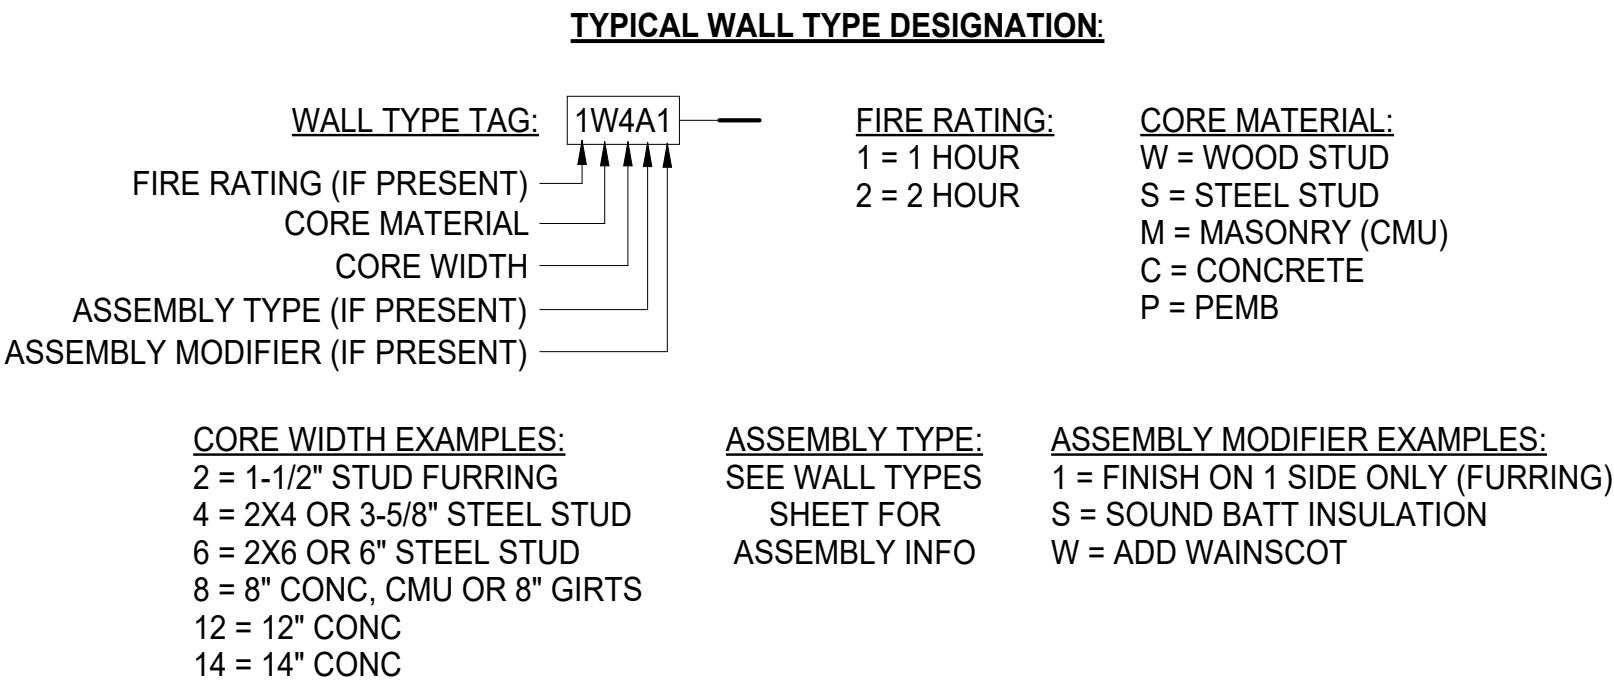 TYPICAL WALL TYPE DESIGNATION:
WALL TYPE TAG: 1W4A1
FIRE RATING (IF PRESENT)
CORE MATERIAL
CORE WIDTH
ASSEMBLY TYPE (IF PRESENT)
ASSEMBLY MODIFIER (IF PRESENT)
FIRE RATING:
1 = 1 HOUR
2 = 2 HOUR
CORE MATERIAL:
W = WOOD STUD
S = STEEL STUD
M = MASONRY (CMU)
C = CONCRETE
P = PEMB
CORE WIDTH EXAMPLES:
2 = 1-1/2" STUD FURRING
4 = 2X4 OR 3-5/8" STEEL STUD
6 = 2X6 OR 6" STEEL STUD
8 = 8" CONC, CMU OR 8" GIRTS
12 = 12" CONC
14 = 14" CONC
ASSEMBLY TYPE:
SEE WALL TYPES
SHEET FOR
ASSEMBLY INFO
ASSEMBLY MODIFIER EXAMPLES:
1 = FINISH ON 1 SIDE ONLY (FURRING)
S = SOUND BATT INSULATION
W = ADD WAINSCOT